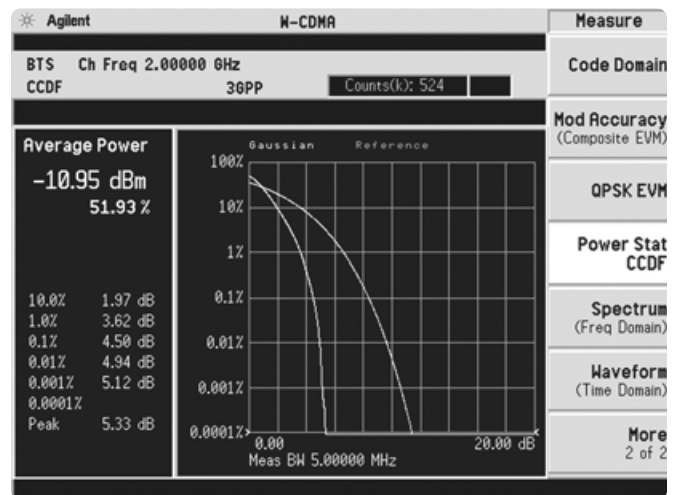 Agilent W-CDMA Measure
BTS Ch Freq 2.00000 GHz
CCDF 3GPP Counts(k): 524
Code Domain
Mod Accuracy
(Composite EVM)
QPSK EVM
Power Stat
CCDF
Spectrum
(Freq Domain)
Waveform
(Time Domain)
More
2 of 2
Average Power
-10.95 dBm
51.93 %
10.0% 1.97 dB
1.0% 3.62 dB
0.1% 4.50 dB
0.01% 4.94 dB
0.001% 5.12 dB
0.0001%
Peak 5.33 dB
Gaussian Reference
100%
10%
1%
0.1%
0.01%
0.001%
0.0001%
0.00 20.00 dB
Meas BW 5.00000 MHz